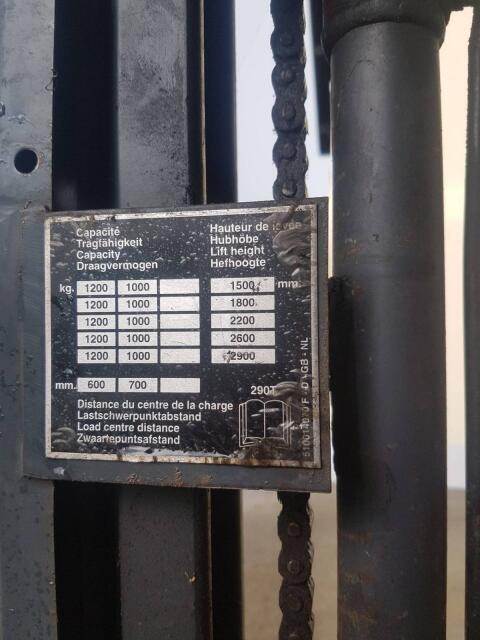 Capacité
Tragfähigkeit
Capacity
Draagvermogen
Hauteur de levée
Hubhöbe
Lift height
Hefhoogte
kg. 1200 1000 1500 mm.
1200 1000 1800
1200 1000 2200
1200 1000 2600
1200 1000 2900
mm. 600 700
290T
Distance du centre de la charge
Lastschwerpunktabstand
Load centre distance
Zwaartepuntsafstand
GB - NL